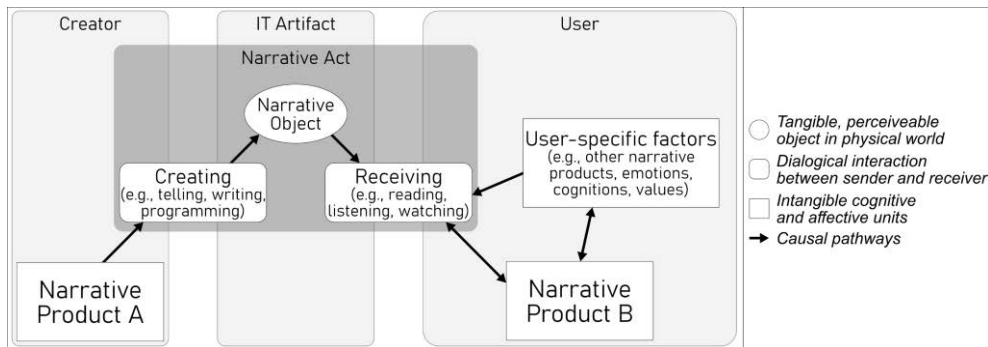 Creator
IT Artifact
User
Narrative Act
Narrative
Object
Creating
(e.g., telling, writing,
programming)
Receiving
(e.g., reading,
listening, watching)
User-specific factors
(e.g., other narrative
products, emotions,
cognitions, values)
Narrative
Product A
Narrative
Product B
Tangible, perceiveable
object in physical world
Dialogical interaction
between sender and receiver
Intangible cognitive
and affective units
Causal pathways